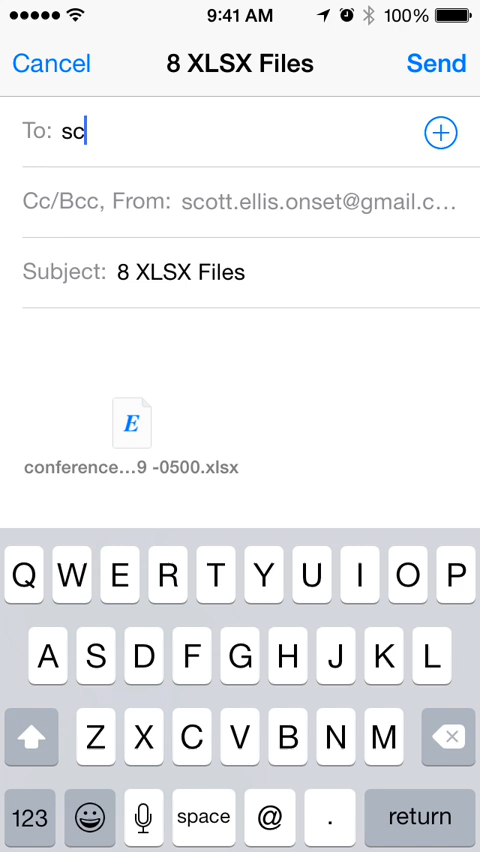 9:41 AM 100%
Cancel 8 XLSX Files Send
To: sc
Cc/Bcc, From: scott.ellis.onset@gmail.c...
Subject: 8 XLSX Files
E
conference...9 -0500.xlsx
Q W E R T Y U I O P
A S D F G H J K L
Z X C V B N M
123 space @ . return